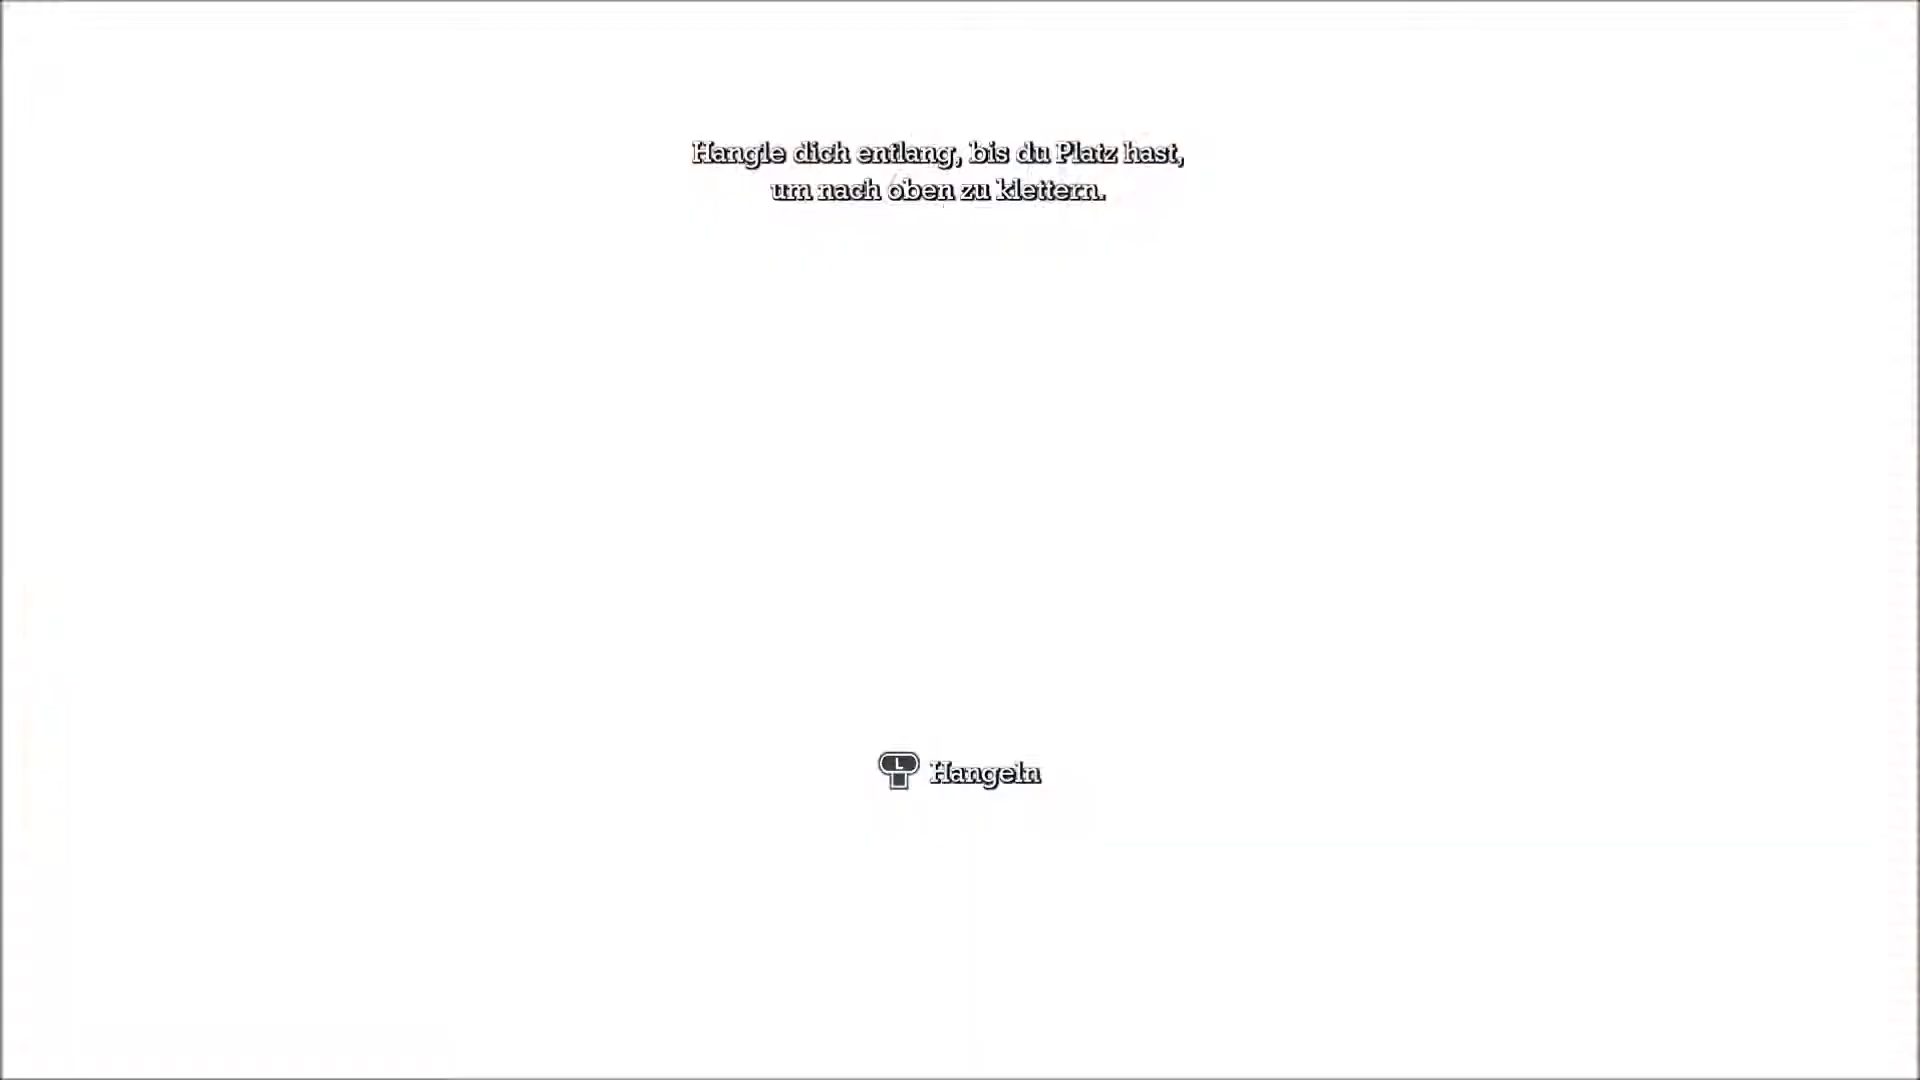 Hangle dich entlang, bis du Platz hast,
um nach oben zu klettern.
L Hangeln